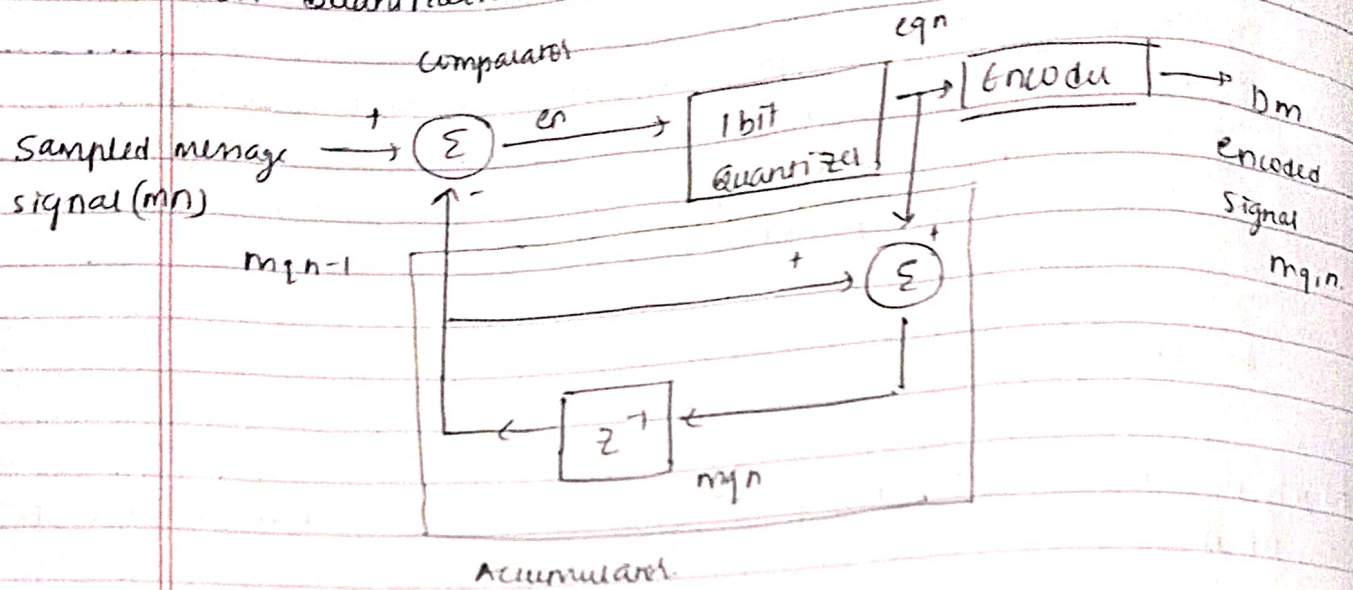 Comparator
eqn
Sampled message
signal (mn)
+
Σ
en
1 bit
Quantizer
Encoder
Dm
encoded
signal
mq,n
-
mqn-1
+
+
Σ
z⁻¹
mqn
Accumulator